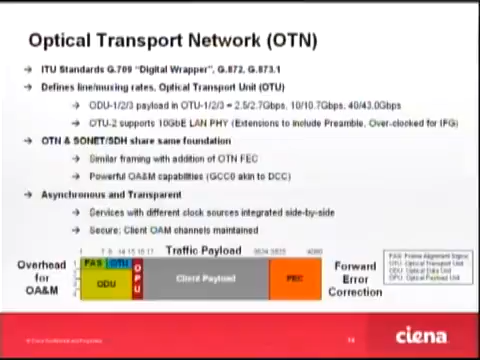 Optical Transport Network (OTN)
→ ITU Standards G.709 "Digital Wrapper", G.872, G.873.1
→ Defines line/muxing rates, Optical Transport Unit (OTU)
→ ODU-1/2/3 payload in OTU-1/2/3 = 2.5/2.7Gbps, 10/10.7Gbps, 40/43.0Gbps
→ OTU-2 supports 10GbE LAN PHY (Extensions to include Preamble, Over-clocked for IFG)
→ OTN & SONET/SDH share same foundation
→ Similar framing with addition of OTN FEC
→ Powerful OA&M capabilities (GCC0 akin to DCC)
→ Asynchronous and Transparent
→ Services with different clock sources integrated side-by-side
→ Secure; Client OAM channels maintained
Traffic Payload
Overhead for OA&M
FAS OTU
ODU
OPU
Client Payload
FEC
Forward Error Correction
FAS: Frame Alignment Signal
OTU: Optical Transport Unit
ODU: Optical Data Unit
OPU: Optical Payload Unit
ciena